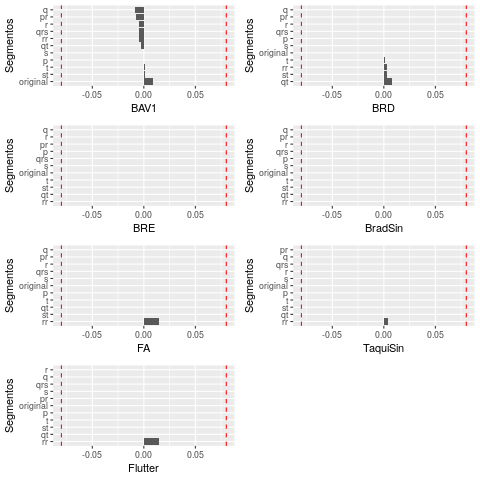 Segmentos
q
pr
r
qrs
rr
qt
s
p
t
st
original
-0.05
0.00
0.05
BAV1
Segmentos
q
pr
r
qrs
s
original
p
t
rr
st
qt
-0.05
0.00
0.05
BRD
Segmentos
q
r
pr
p
qrs
s
original
t
st
qt
rr
-0.05
0.00
0.05
BRE
Segmentos
q
r
pr
qrs
p
s
original
t
st
qt
rr
-0.05
0.00
0.05
BradSin
Segmentos
q
pr
r
qrs
s
original
p
t
st
qt
rr
-0.05
0.00
0.05
FA
Segmentos
pr
q
r
qrs
s
original
p
t
st
qt
rr
-0.05
0.00
0.05
TaquiSin
Segmentos
r
q
qrs
s
pr
original
p
t
st
qt
rr
-0.05
0.00
0.05
Flutter